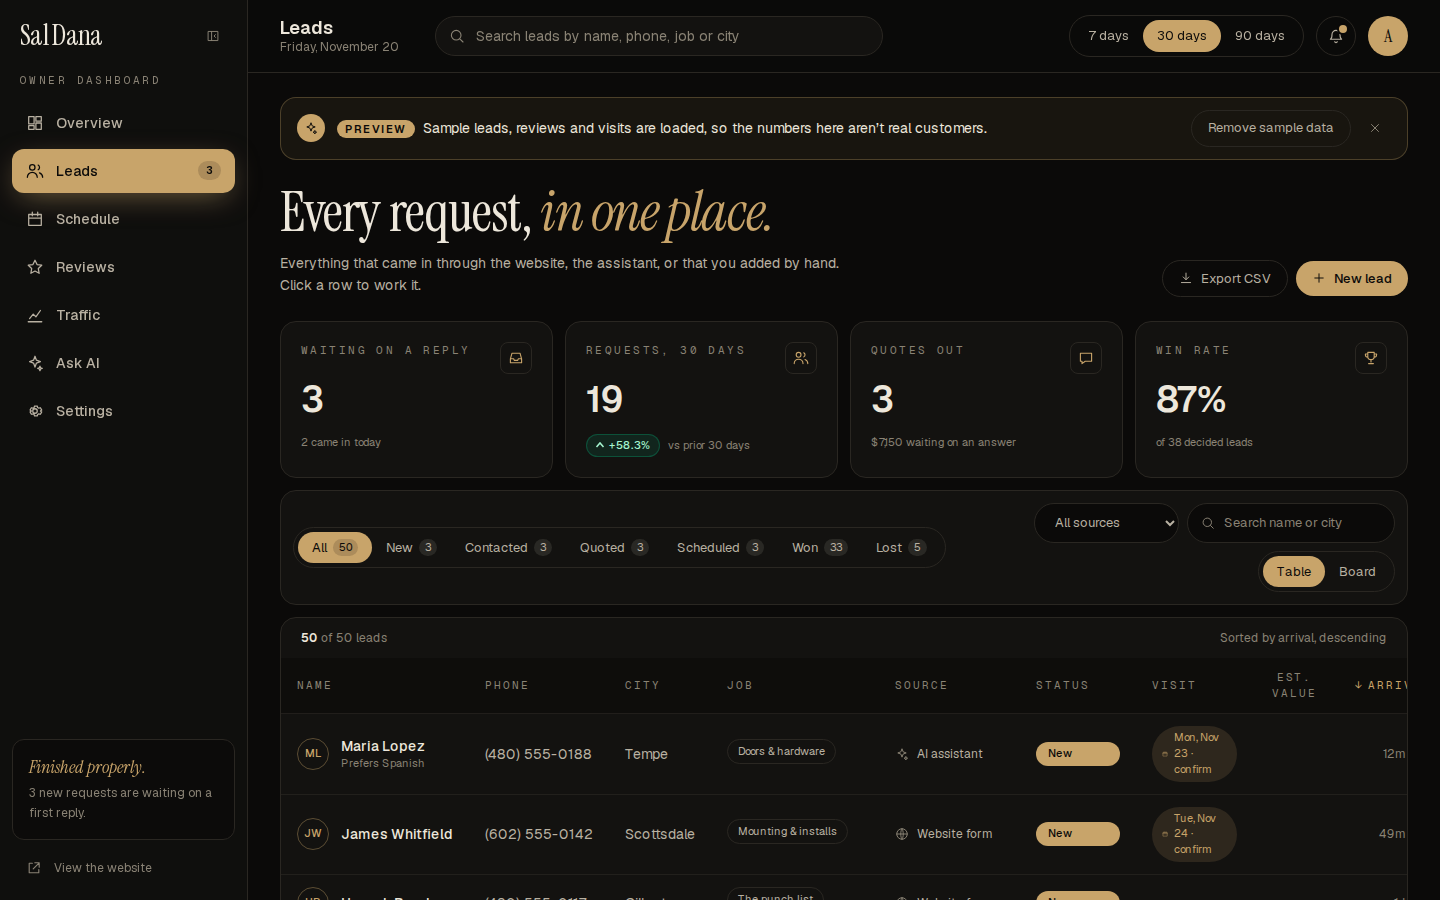 SalDana
OWNER DASHBOARD
Overview
Leads 3
Schedule
Reviews
Traffic
Ask AI
Settings
Finished properly.
3 new requests are waiting on a
first reply.
View the website
Leads
Friday, November 20
Search leads by name, phone, job or city
7 days 30 days 90 days
A
PREVIEW Sample leads, reviews and visits are loaded, so the numbers here aren't real customers.
Remove sample data
Every request, in one place.
Everything that came in through the website, the assistant, or that you added by hand.
Click a row to work it.
Export CSV
New lead
WAITING ON A REPLY
3
2 came in today
REQUESTS, 30 DAYS
19
+58.3% vs prior 30 days
QUOTES OUT
3
$7,150 waiting on an answer
WIN RATE
87%
of 38 decided leads
All 50 New 3 Contacted 3 Quoted 3 Scheduled 3 Won 33 Lost 5
All sources
Search name or city
Table Board
50 of 50 leads
Sorted by arrival, descending
NAME PHONE CITY JOB SOURCE STATUS VISIT EST. VALUE ↓ ARRIV
ML Maria Lopez (480) 555-0188 Tempe Doors & hardware AI assistant New Mon, Nov 23 · confirm 12m
Prefers Spanish
JW James Whitfield (602) 555-0142 Scottsdale Mounting & installs Website form New Tue, Nov 24 · confirm 49m
The punch list Website form New